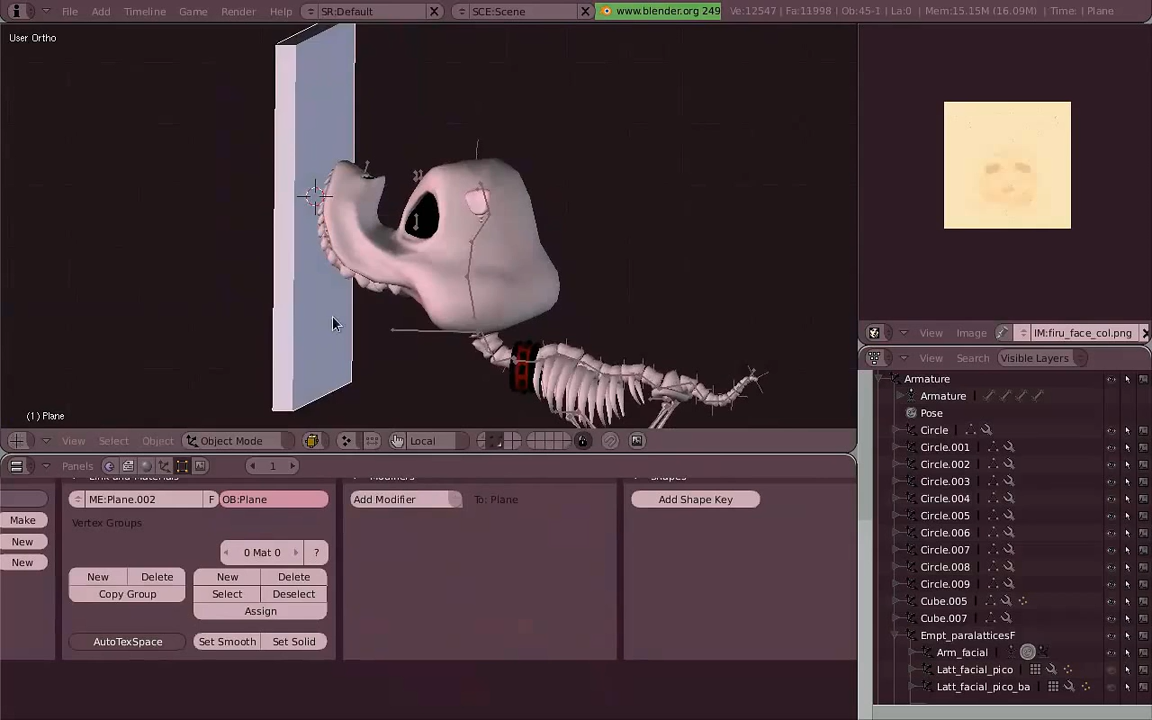 File Add Timeline Game Render Help SR:Default SCE:Scene www.blender.org 249 Ve:12547 | Fa:11998 | Ob:45-1 | La:0 | Mem:15.15M (16.09M) | Time: | Plane
User Ortho
(1) Plane
View Select Object Object Mode Local
View Image IM:firu_face_col.png
View Search Visible Layers
Panels 1
Link and Materials Modifiers Shapes
ME:Plane.002 F OB:Plane Add Modifier To: Plane Add Shape Key
Make
New
New
Vertex Groups
0 Mat 0 ?
New Delete New Delete
Copy Group Select Deselect
Assign
AutoTexSpace Set Smooth Set Solid
Armature
Armature
Pose
Circle
Circle.001
Circle.002
Circle.003
Circle.004
Circle.005
Circle.006
Circle.007
Circle.008
Circle.009
Cube.005
Cube.007
Empt_paralatticesF
Arm_facial
Latt_facial_pico
Latt_facial_pico_ba